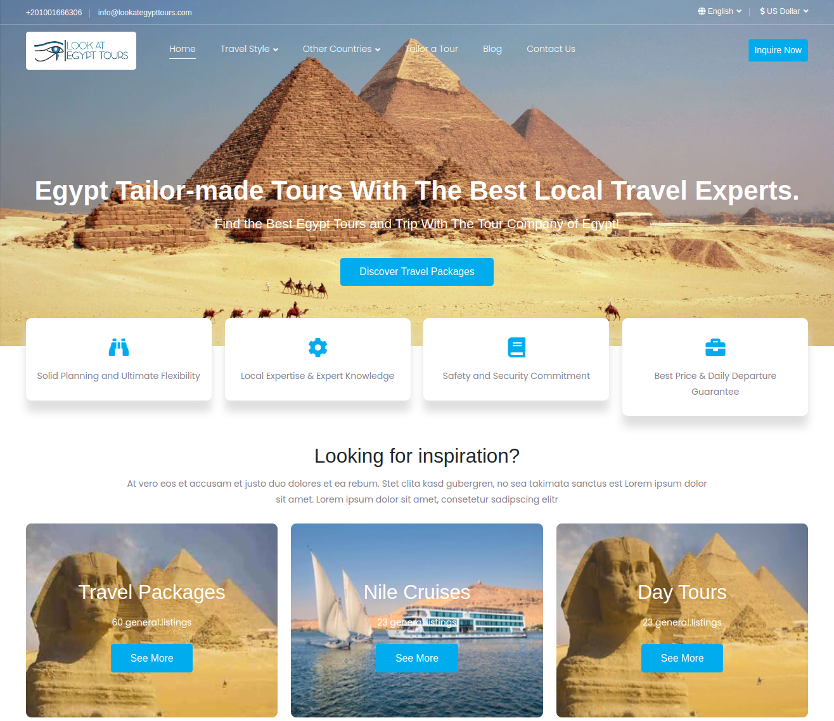 +201001666306
info@lookategypttours.com
English
$ US Dollar
LOOK AT
EGYPT TOURS
Home
Travel Style
Other Countries
Tailor a Tour
Blog
Contact Us
Inquire Now
Egypt Tailor-made Tours With The Best Local Travel Experts.
Find the Best Egypt Tours and Trip With The Tour Company of Egypt!
Discover Travel Packages
Solid Planning and Ultimate Flexibility
Local Expertise & Expert Knowledge
Safety and Security Commitment
Best Price & Daily Departure
Guarantee
Looking for inspiration?
At vero eos et accusam et justo duo dolores et ea rebum. Stet clita kasd gubergren, no sea takimata sanctus est Lorem ipsum dolor
sit amet. Lorem ipsum dolor sit amet, consetetur sadipscing elitr
Travel Packages
60 general.listings
See More
Nile Cruises
23 general.listings
See More
Day Tours
23 general.listings
See More